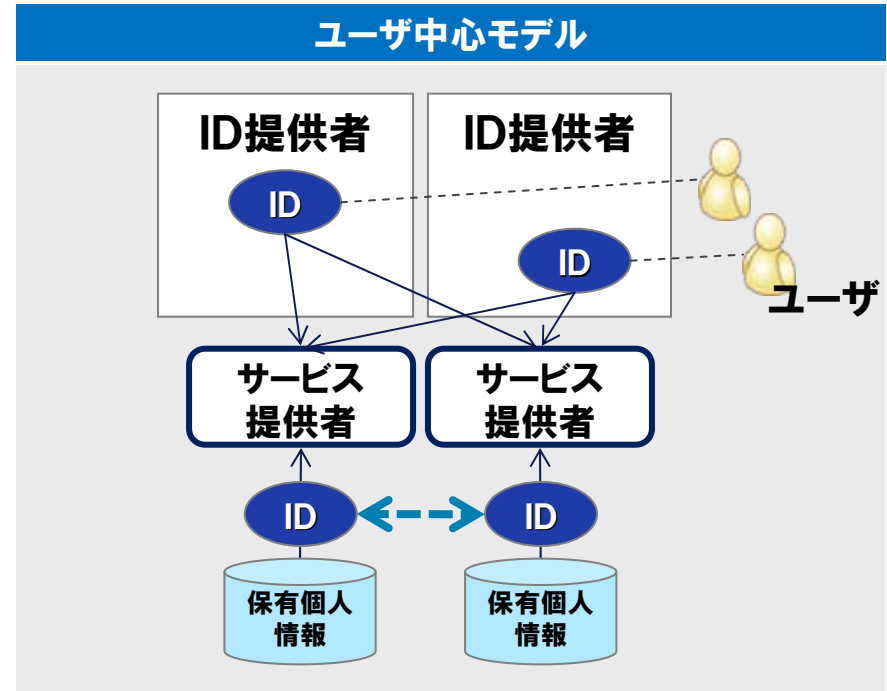 ユーザ中心モデル
ID提供者
ID提供者
ID
ID
ユーザ
サービス
提供者
サービス
提供者
ID
ID
保有個人
情報
保有個人
情報